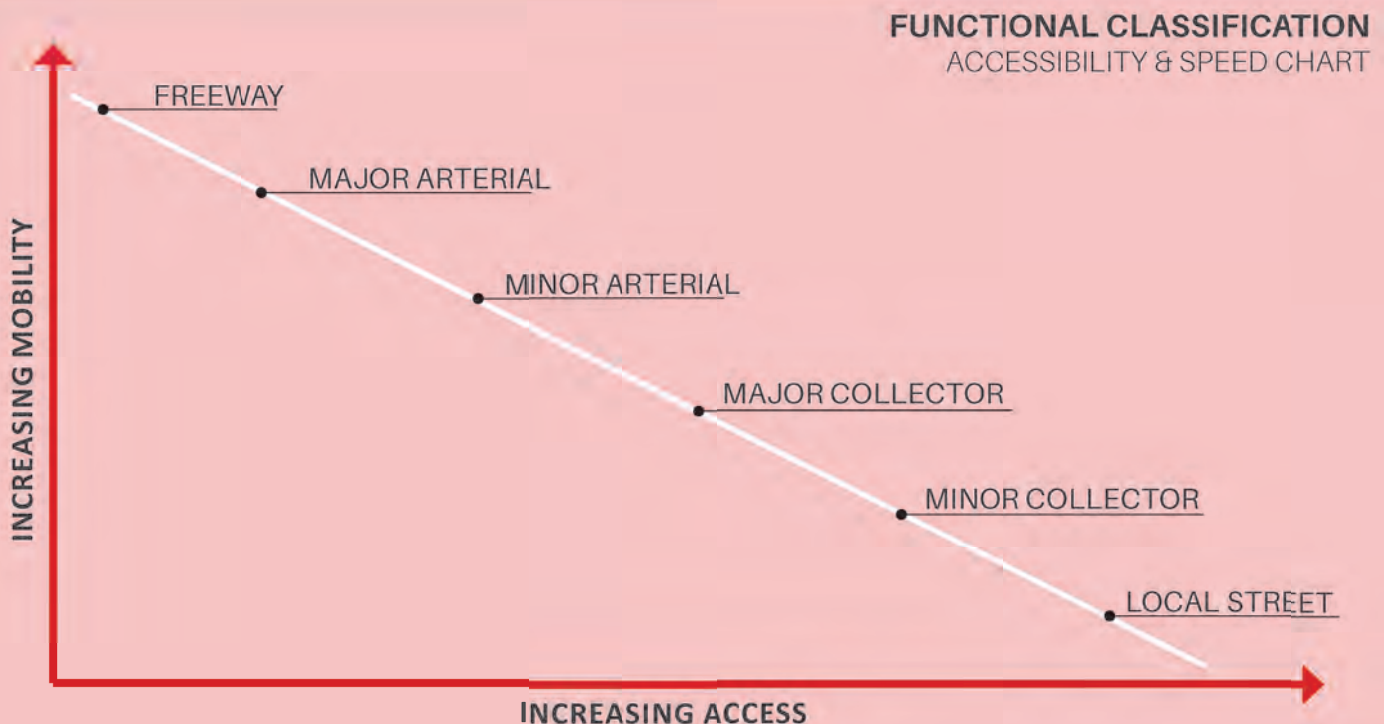 FUNCTIONAL CLASSIFICATION
ACCESSIBILITY & SPEED CHART
FREEWAY
MAJOR ARTERIAL
MINOR ARTERIAL
MAJOR COLLECTOR
MINOR COLLECTOR
LOCAL STREET
INCREASING MOBILITY
INCREASING ACCESS